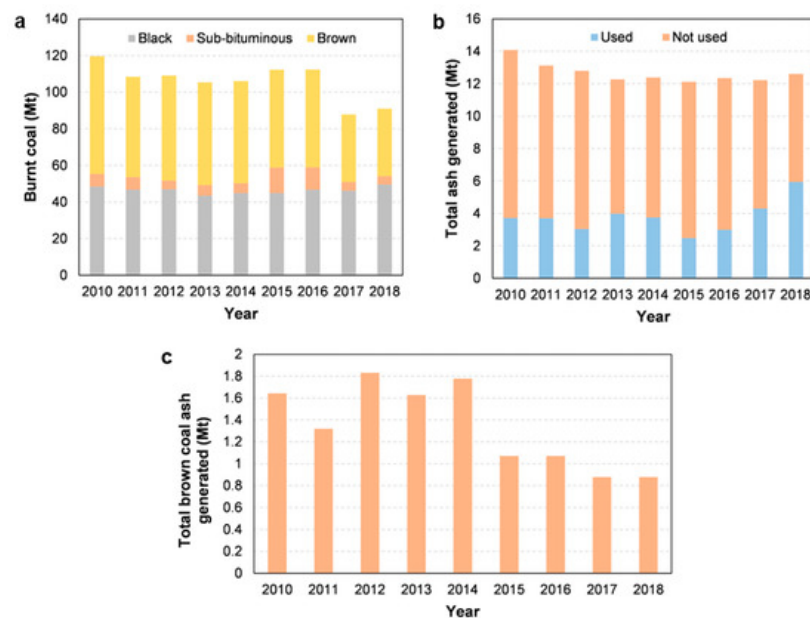 a
Black Sub-bituminous Brown
Burnt coal (Mt)
140
120
100
80
60
40
20
0
2010 2011 2012 2013 2014 2015 2016 2017 2018
Year
b
Used Not used
Total ash generated (Mt)
16
14
12
10
8
6
4
2
0
2010 2011 2012 2013 2014 2015 2016 2017 2018
Year
c
Total brown coal ash
generated (Mt)
2
1.8
1.6
1.4
1.2
1
0.8
0.6
0.4
0.2
0
2010 2011 2012 2013 2014 2015 2016 2017 2018
Year